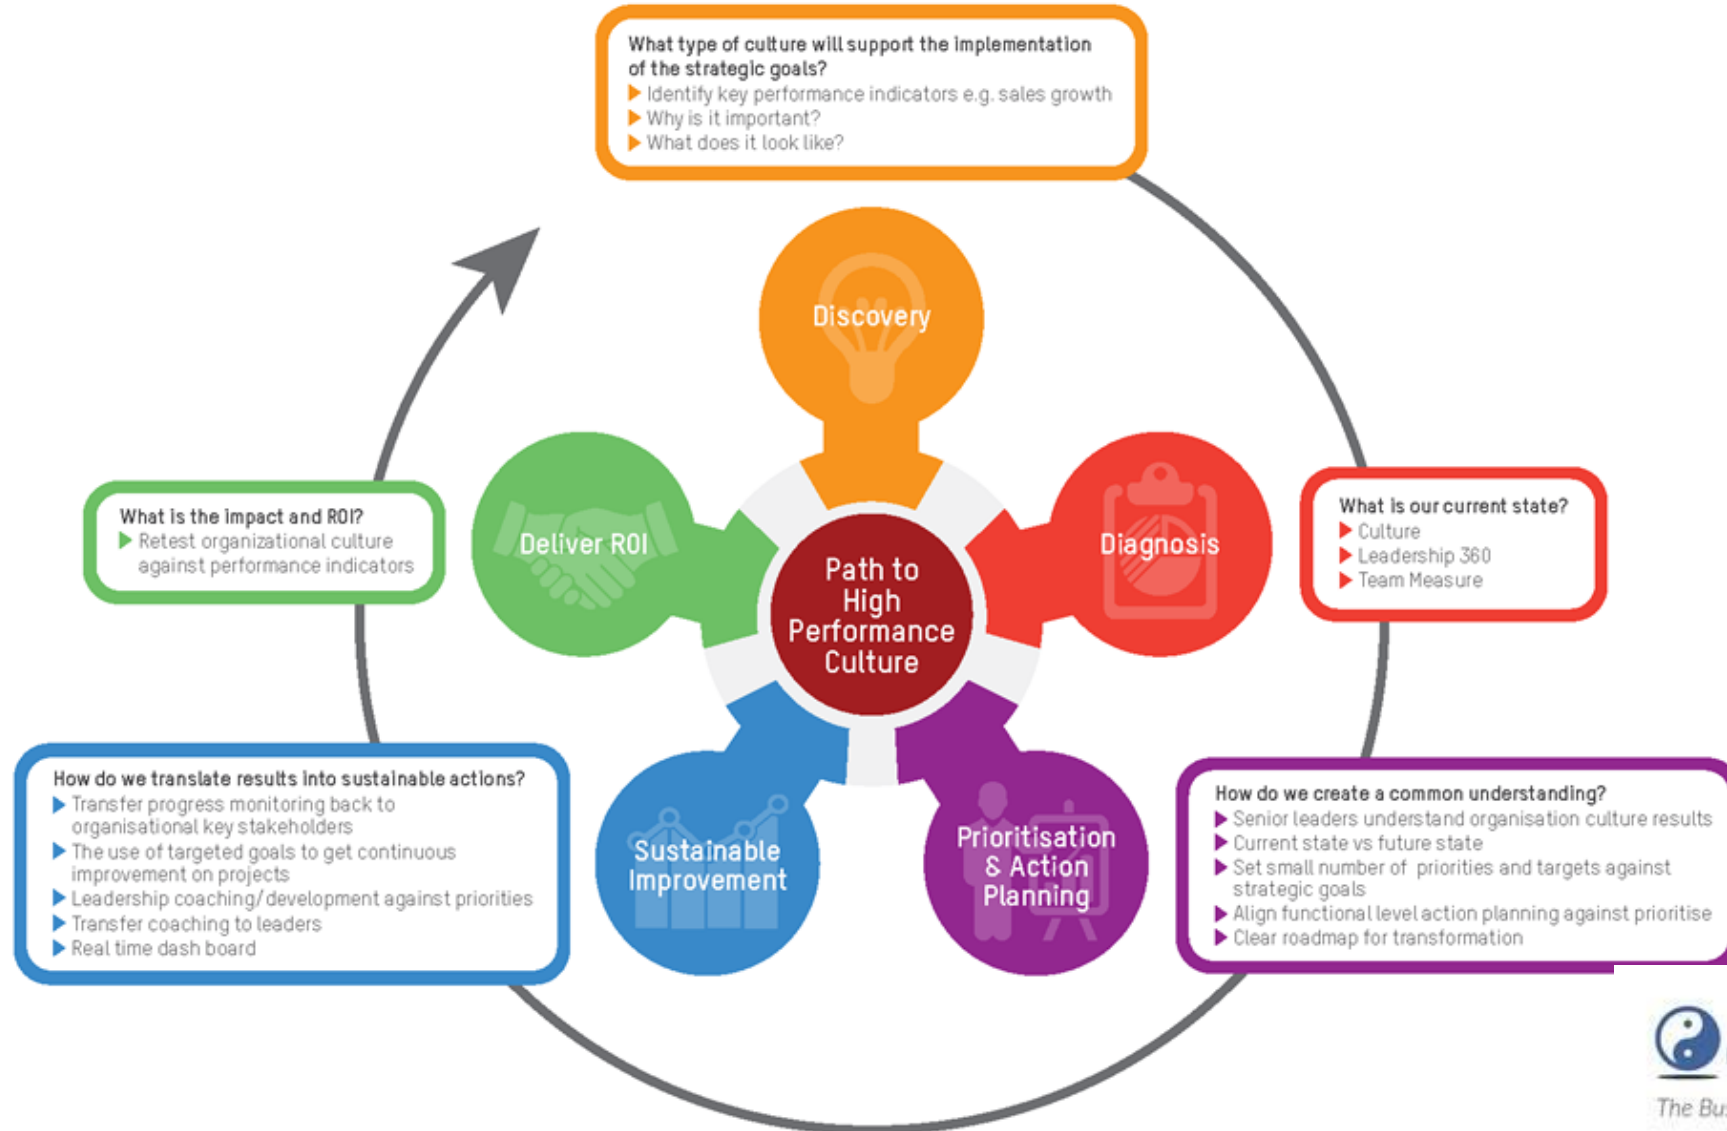 What type of culture will support the implementation
of the strategic goals?
Identify key performance indicators e.g. sales growth
Why is it important?
What does it look like?
Discovery
Diagnosis
What is our current state?
Culture
Leadership 360
Team Measure
Prioritisation
& Action
Planning
How do we create a common understanding?
Senior leaders understand organisation culture results
Current state vs future state
Set small number of priorities and targets against
strategic goals
Align functional level action planning against prioritise
Clear roadmap for transformation
Sustainable
Improvement
How do we translate results into sustainable actions?
Transfer progress monitoring back to
organisational key stakeholders
The use of targeted goals to get continuous
improvement on projects
Leadership coaching/development against priorities
Transfer coaching to leaders
Real time dash board
Deliver ROI
What is the impact and ROI?
Retest organizational culture
against performance indicators
Path to
High
Performance
Culture
The Bus